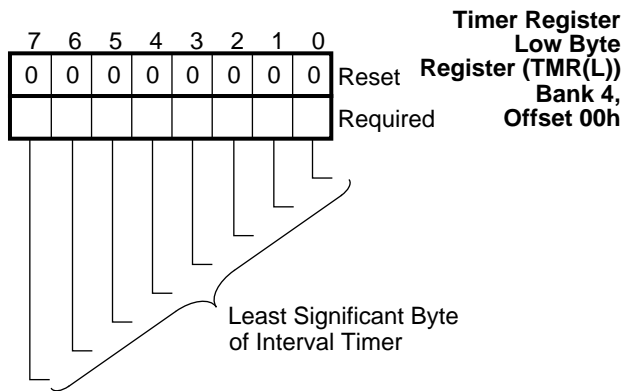 Timer Register
Low Byte
Register (TMR(L))
Bank 4,
Offset 00h
7 6 5 4 3 2 1 0
0 0 0 0 0 0 0 0 Reset
Required
Least Significant Byte
of Interval Timer